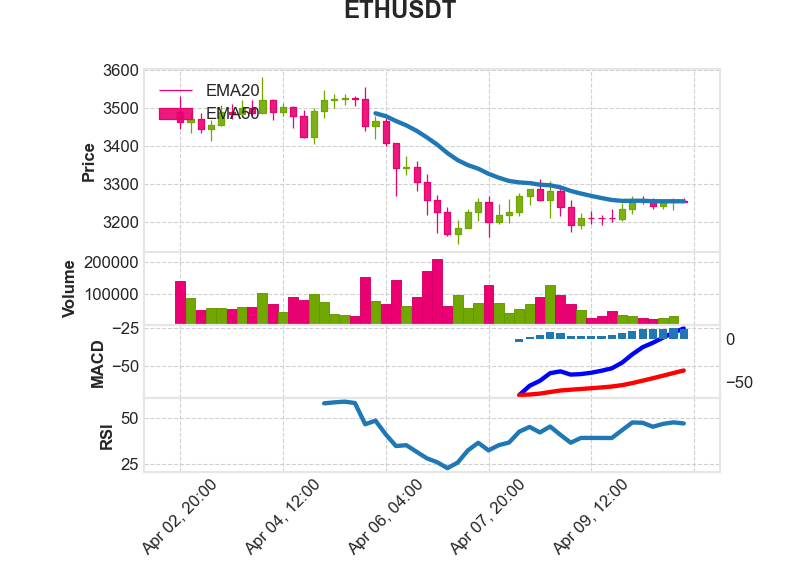 ETHUSDT
3600
3500
3400
3300
3200
Price
EMA20
EMA50
200000
100000
Volume
−25
−50
MACD
0
−50
50
25
RSI
Apr 02, 20:00
Apr 04, 12:00
Apr 06, 04:00
Apr 07, 20:00
Apr 09, 12:00